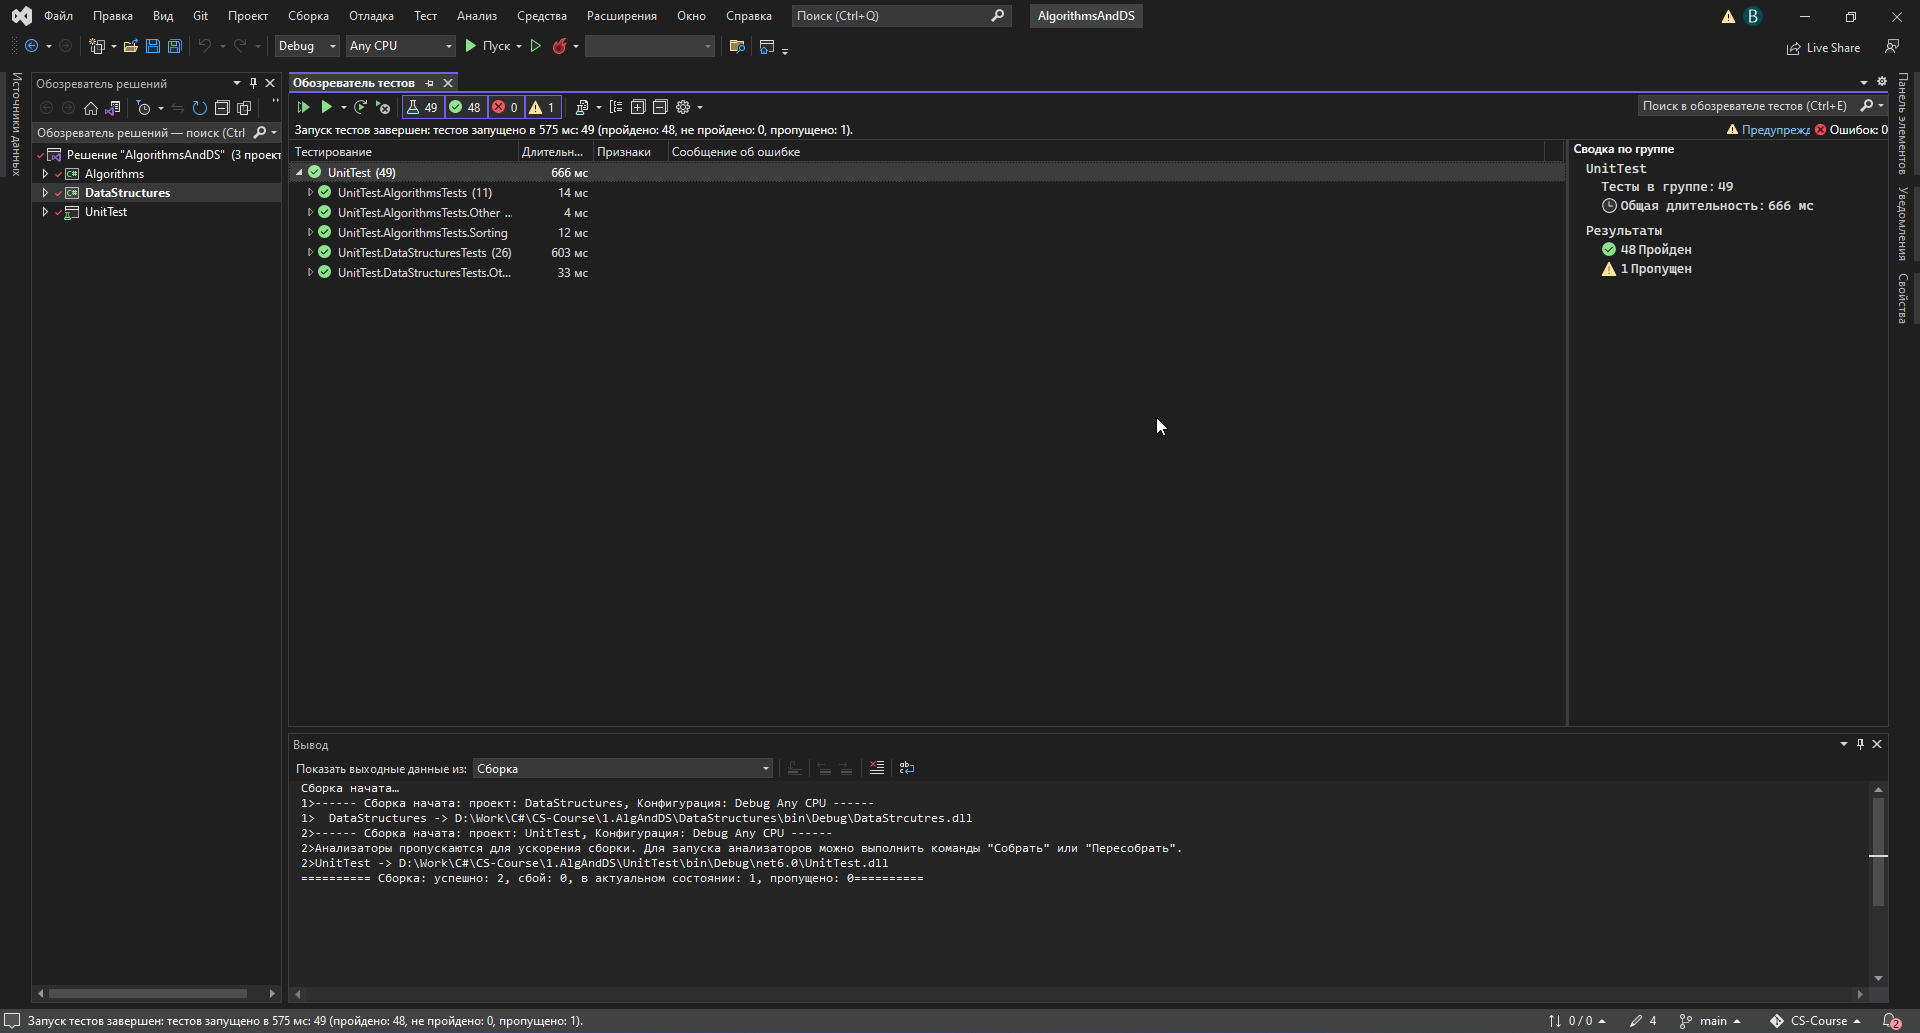 Файл Правка Вид Git Проект Сборка Отладка Тест Анализ Средства Расширения Окно Справка Поиск (Ctrl+Q) AlgorithmsAndDS B
Debug Any CPU Пуск Live Share
Источники данных
Обозреватель решений
Обозреватель решений — поиск (Ctrl
Решение "AlgorithmsAndDS" (3 проект
Algorithms
DataStructures
UnitTest
Обозреватель тестов
49 48 0 1
Поиск в обозревателе тестов (Ctrl+E)
Запуск тестов завершен: тестов запущено в 575 мс: 49 (пройдено: 48, не пройдено: 0, пропущено: 1).
Предупрежд Ошибок: 0
Тестирование Длительн... Признаки Сообщение об ошибке
UnitTest (49) 666 мс
UnitTest.AlgorithmsTests (11) 14 мс
UnitTest.AlgorithmsTests.Other ... 4 мс
UnitTest.AlgorithmsTests.Sorting 12 мс
UnitTest.DataStructuresTests (26) 603 мс
UnitTest.DataStructuresTests.Ot... 33 мс
Сводка по группе
UnitTest
Тесты в группе: 49
Общая длительность: 666 мс
Результаты
48 Пройден
1 Пропущен
Панель элементов
Уведомления
Свойства
Вывод
Показать выходные данные из: Сборка
Сборка начата…
1>------ Сборка начата: проект: DataStructures, Конфигурация: Debug Any CPU ------
1>  DataStructures -> D:\Work\C#\CS-Course\1.AlgAndDS\DataStructures\bin\Debug\DataStrcutres.dll
2>------ Сборка начата: проект: UnitTest, Конфигурация: Debug Any CPU ------
2>Анализаторы пропускаются для ускорения сборки. Для запуска анализаторов можно выполнить команды "Собрать" или "Пересобрать".
2>UnitTest -> D:\Work\C#\CS-Course\1.AlgAndDS\UnitTest\bin\Debug\net6.0\UnitTest.dll
========== Сборка: успешно: 2, сбой: 0, в актуальном состоянии: 1, пропущено: 0==========
Запуск тестов завершен: тестов запущено в 575 мс: 49 (пройдено: 48, не пройдено: 0, пропущено: 1).
0 / 0 4 main CS-Course 2